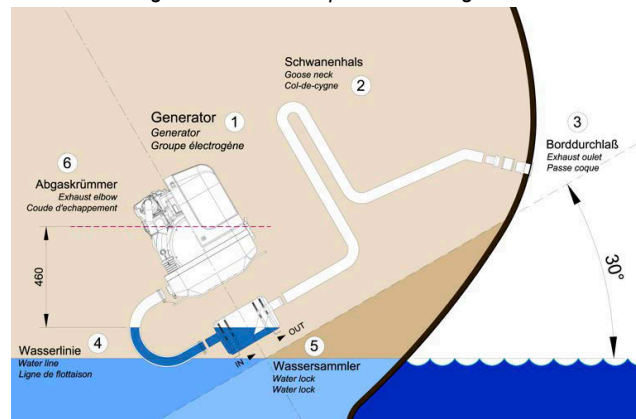 Schwanenhals
Goose neck
Col-de-cygne
2
Generator
Generator
Groupe électrogène
1
3
Borddurchlaß
Exhaust oulet
Passe coque
6
Abgaskrümmer
Exhaust elbow
Coude d'echappement
460
30°
Wasserlinie
Water line
Ligne de flottaison
4
IN
OUT
5
Wassersammler
Water lock
Water lock